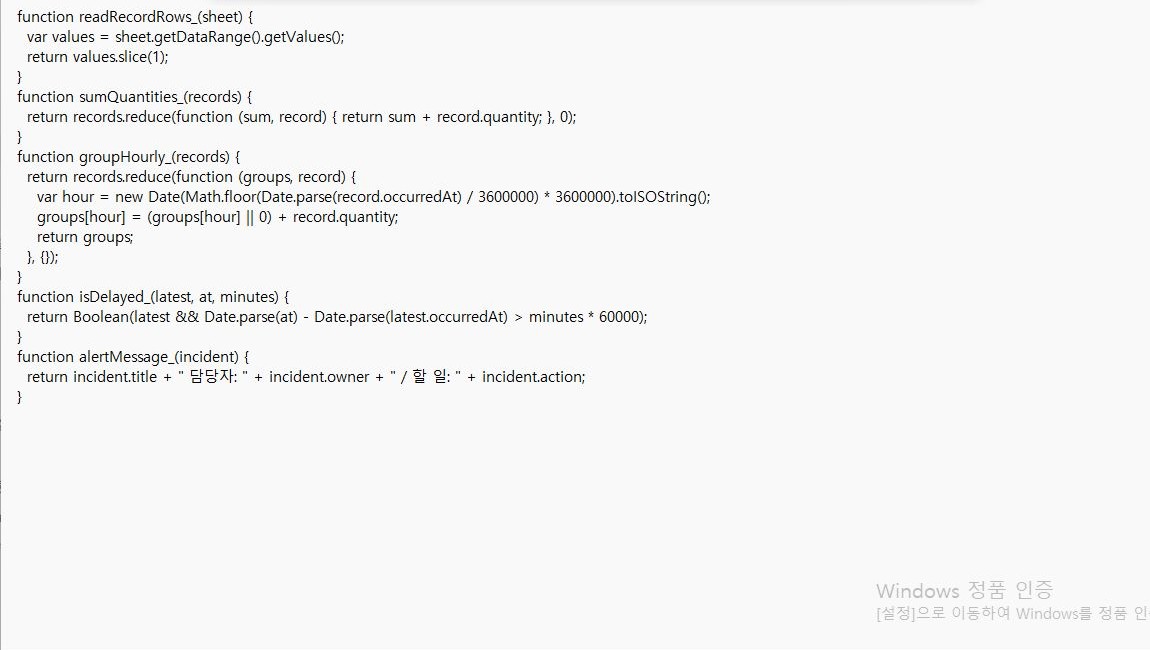 function readRecordRows_(sheet) {
  var values = sheet.getDataRange().getValues();
  return values.slice(1);
}
function sumQuantities_(records) {
  return records.reduce(function (sum, record) { return sum + record.quantity; }, 0);
}
function groupHourly_(records) {
  return records.reduce(function (groups, record) {
    var hour = new Date(Math.floor(Date.parse(record.occurredAt) / 3600000) * 3600000).toISOString();
    groups[hour] = (groups[hour] || 0) + record.quantity;
    return groups;
  }, {});
}
function isDelayed_(latest, at, minutes) {
  return Boolean(latest && Date.parse(at) - Date.parse(latest.occurredAt) > minutes * 60000);
}
function alertMessage_(incident) {
  return incident.title + " 담당자: " + incident.owner + " / 할 일: " + incident.action;
}
Windows 정품 인증
[설정]으로 이동하여 Windows를 정품 인